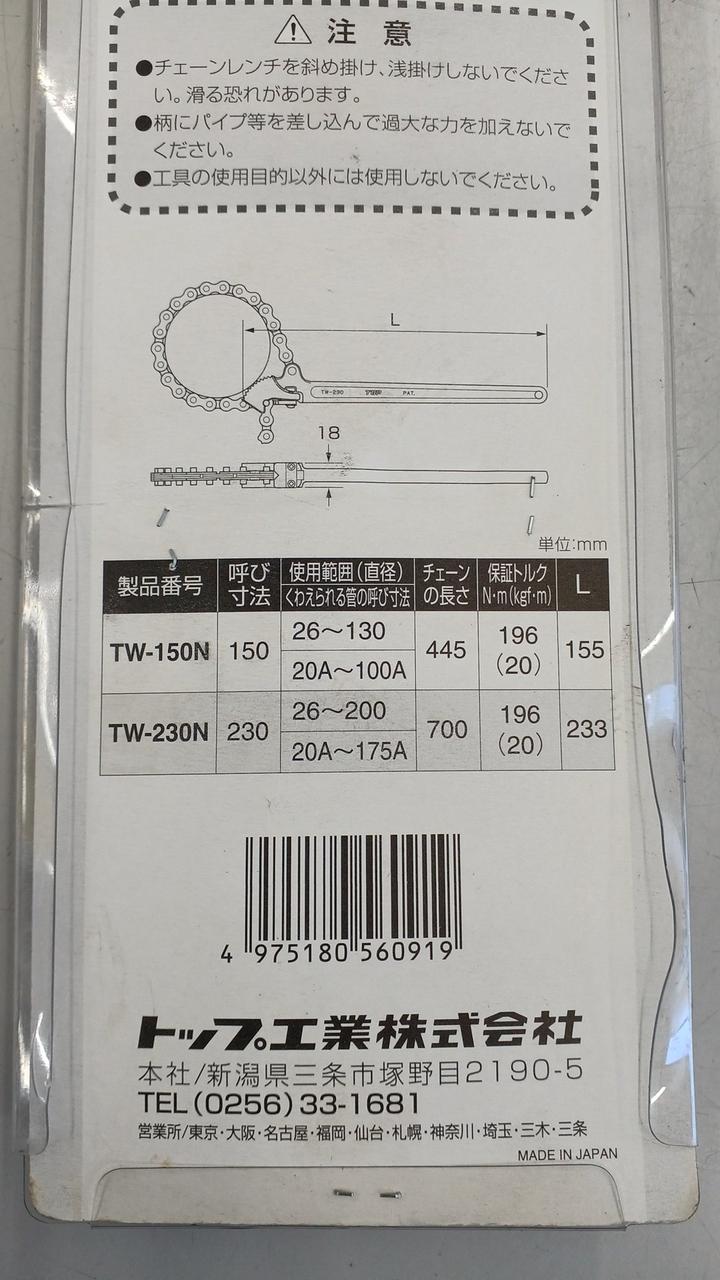 注 意
●チェーンレンチを斜め掛け、浅掛けしないでくださ
い。滑る恐れがあります。
●柄にパイプ等を差し込んで過大な力を加えないで
ください。
●工具の使用目的以外には使用しないでください。
L
TW-230 TOP PAT.
18
単位:mm
製品番号 呼び寸法 使用範囲(直径) くわえられる管の呼び寸法 チェーンの長さ 保証トルク N・m(kgf・m) L
TW-150N 150 26〜130 20A〜100A 445 196 (20) 155
TW-230N 230 26〜200 20A〜175A 700 196 (20) 233
4 975180 560919
トップ工業株式会社
本社/新潟県三条市塚野目2190-5
TEL(0256)33-1681
営業所/東京・大阪・名古屋・福岡・仙台・札幌・神奈川・埼玉・三木・三条
MADE IN JAPAN